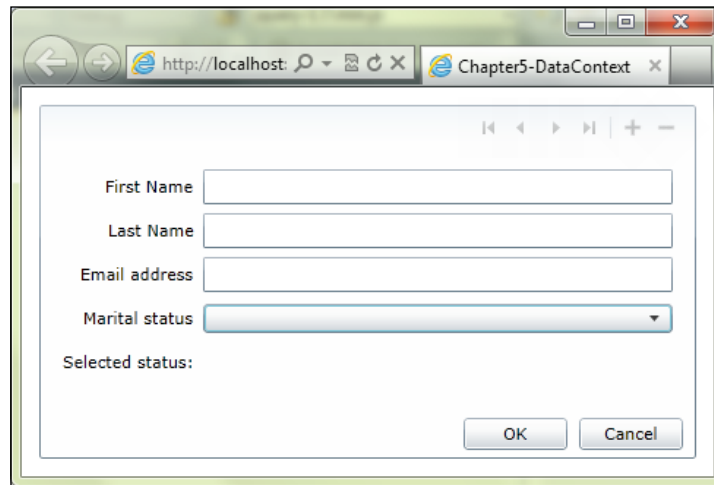 http://localhost:
Chapter5-DataContext
First Name
Last Name
Email address
Marital status
Selected status:
OK Cancel